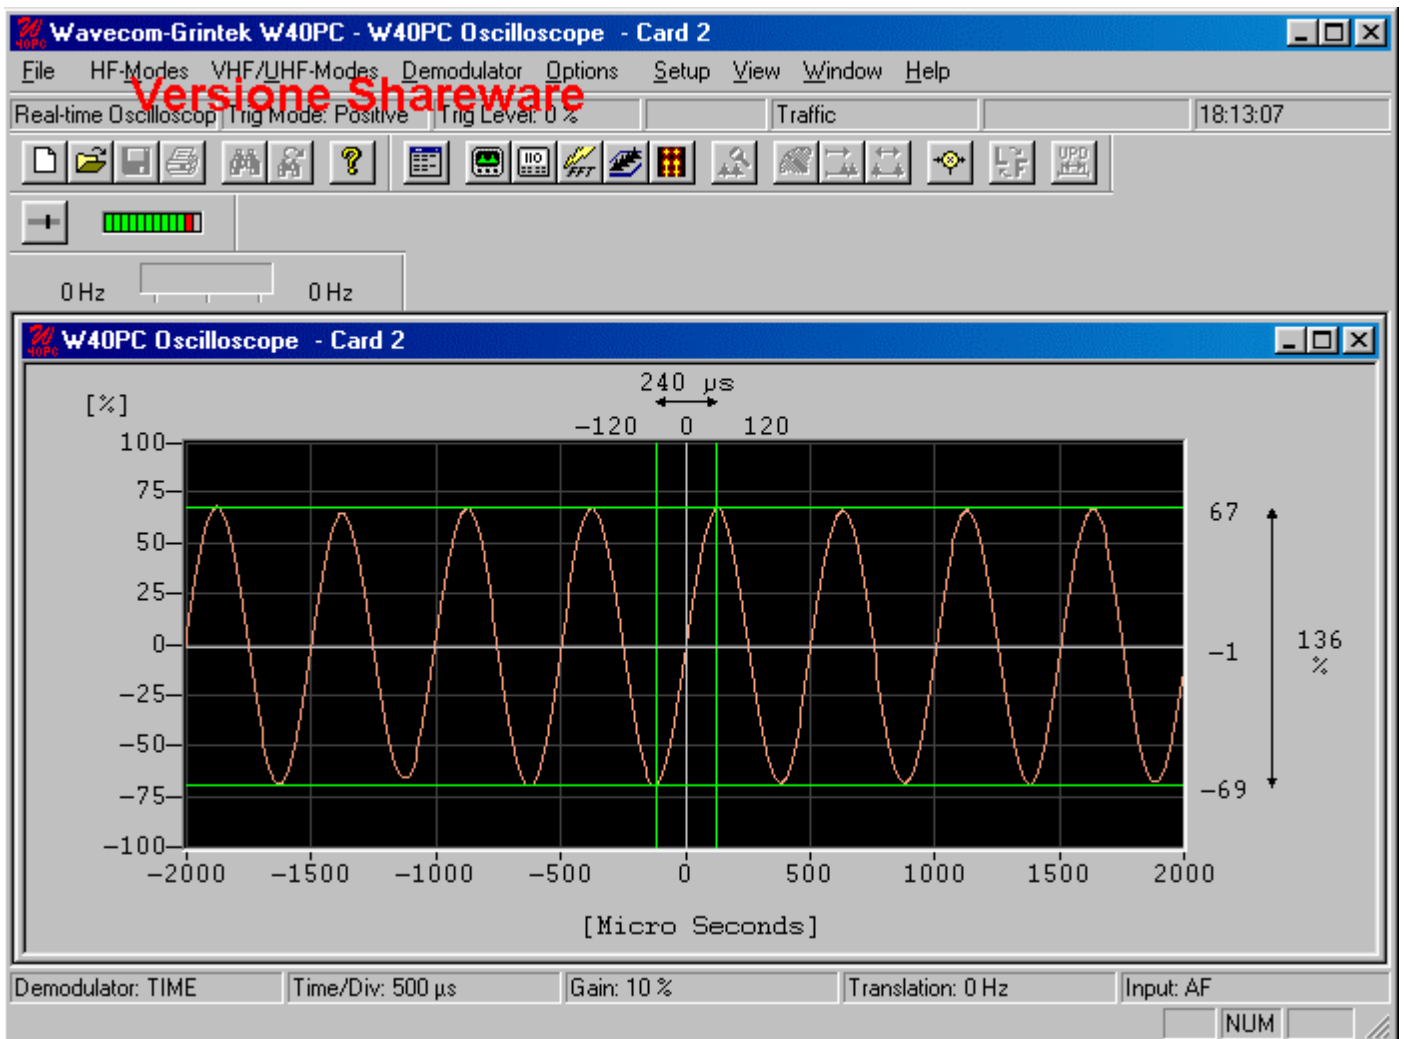 Wavecom-Grintek W40PC - W40PC Oscilloscope - Card 2
File HF-Modes VHF/UHF-Modes Demodulator Options Setup View Window Help
Versione Shareware
Real-time Oscilloscop Trig Mode: Positive Trig Level: 0 % Traffic 18:13:07
FFT UPD
0 Hz 0 Hz
W40PC Oscilloscope - Card 2
240 µs
[%]
-120 0 120
100
75
67
50
25
0
-1
136
%
-25
-50
-69
-75
-100
-2000 -1500 -1000 -500 0 500 1000 1500 2000
[Micro Seconds]
Demodulator: TIME Time/Div: 500 µs Gain: 10 % Translation: 0 Hz Input: AF
NUM